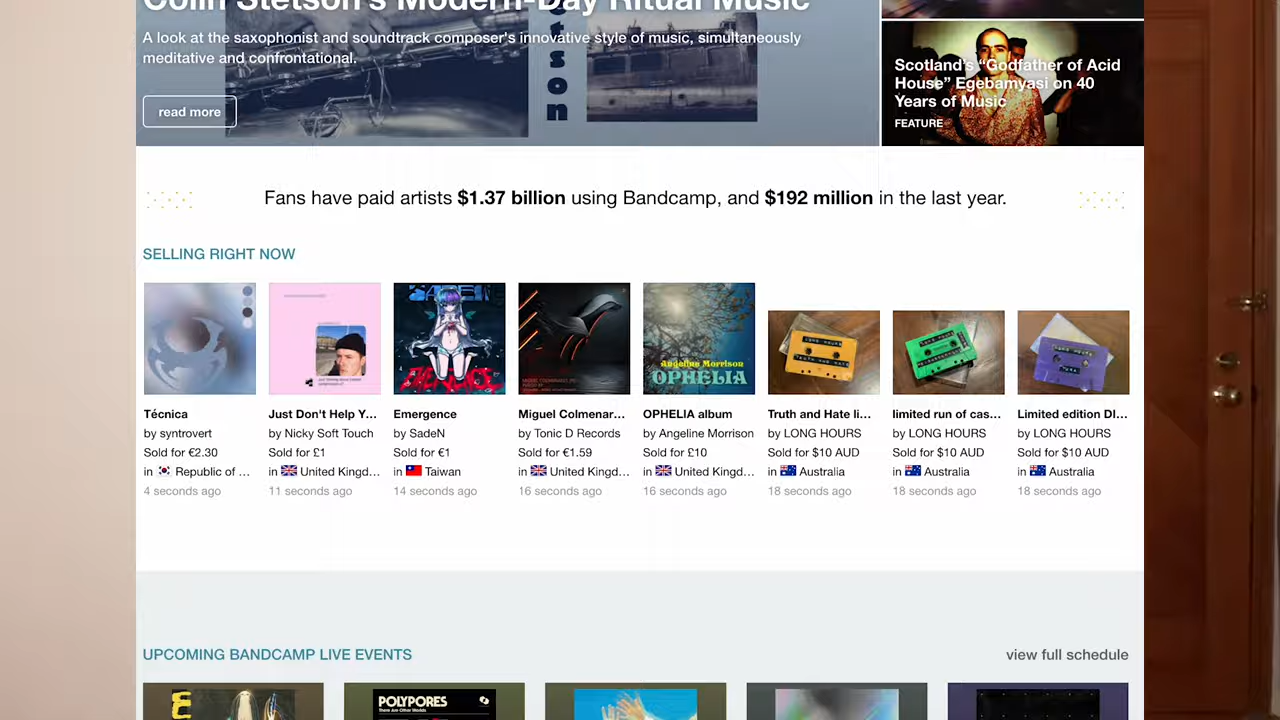 Colin Stetson's Modern-Day Ritual Music
A look at the saxophonist and soundtrack composer's innovative style of music, simultaneously
meditative and confrontational.
read more
tson
Scotland's "Godfather of Acid
House" Egebamyasi on 40
Years of Music
FEATURE
Fans have paid artists $1.37 billion using Bandcamp, and $192 million in the last year.
SELLING RIGHT NOW
Angeline Morrison
OPHELIA
Técnica
by syntrovert
Sold for €2.30
in Republic of ...
4 seconds ago
Just Don't Help Y...
by Nicky Soft Touch
Sold for £1
in United Kingd...
11 seconds ago
Emergence
by SadeN
Sold for €1
in Taiwan
14 seconds ago
Miguel Colmenar...
by Tonic D Records
Sold for €1.59
in United Kingd...
16 seconds ago
OPHELIA album
by Angeline Morrison
Sold for £10
in United Kingd...
16 seconds ago
Truth and Hate li...
by LONG HOURS
Sold for $10 AUD
in Australia
18 seconds ago
limited run of cas...
by LONG HOURS
Sold for $10 AUD
in Australia
18 seconds ago
Limited edition DI...
by LONG HOURS
Sold for $10 AUD
in Australia
18 seconds ago
UPCOMING BANDCAMP LIVE EVENTS
view full schedule
POLYPORES
There Are Other Worlds